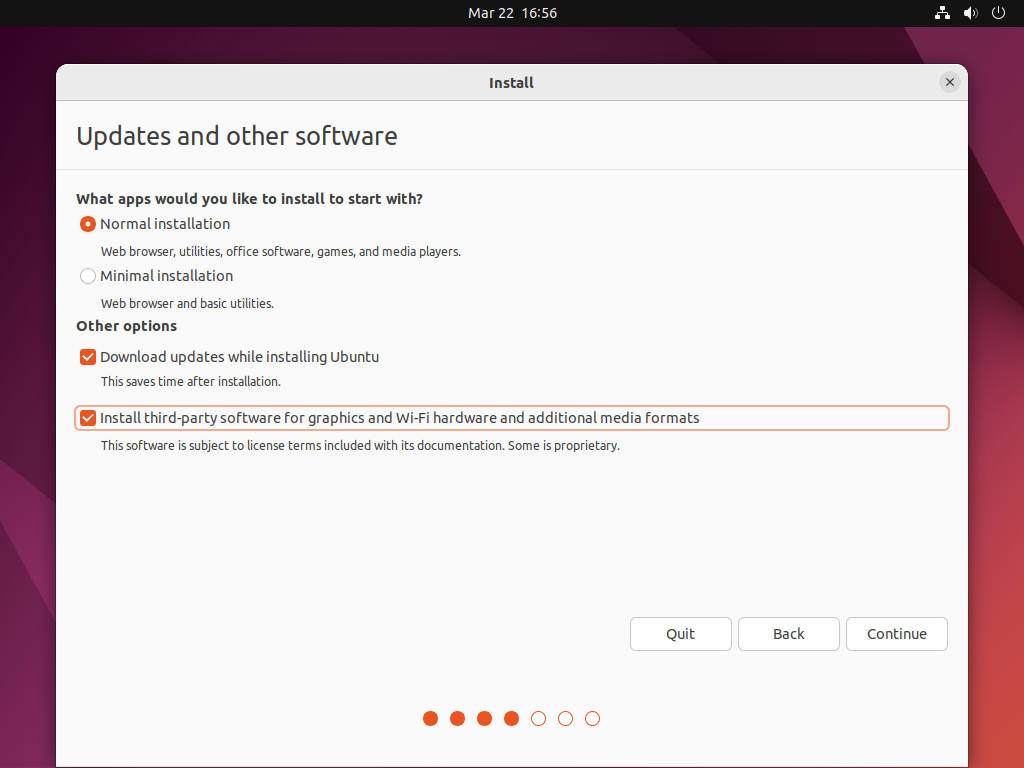 Mar 22 16:56
Install
Updates and other software
What apps would you like to install to start with?
Normal installation
Web browser, utilities, office software, games, and media players.
Minimal installation
Web browser and basic utilities.
Other options
Download updates while installing Ubuntu
This saves time after installation.
Install third-party software for graphics and Wi-Fi hardware and additional media formats
This software is subject to license terms included with its documentation. Some is proprietary.
Quit Back Continue